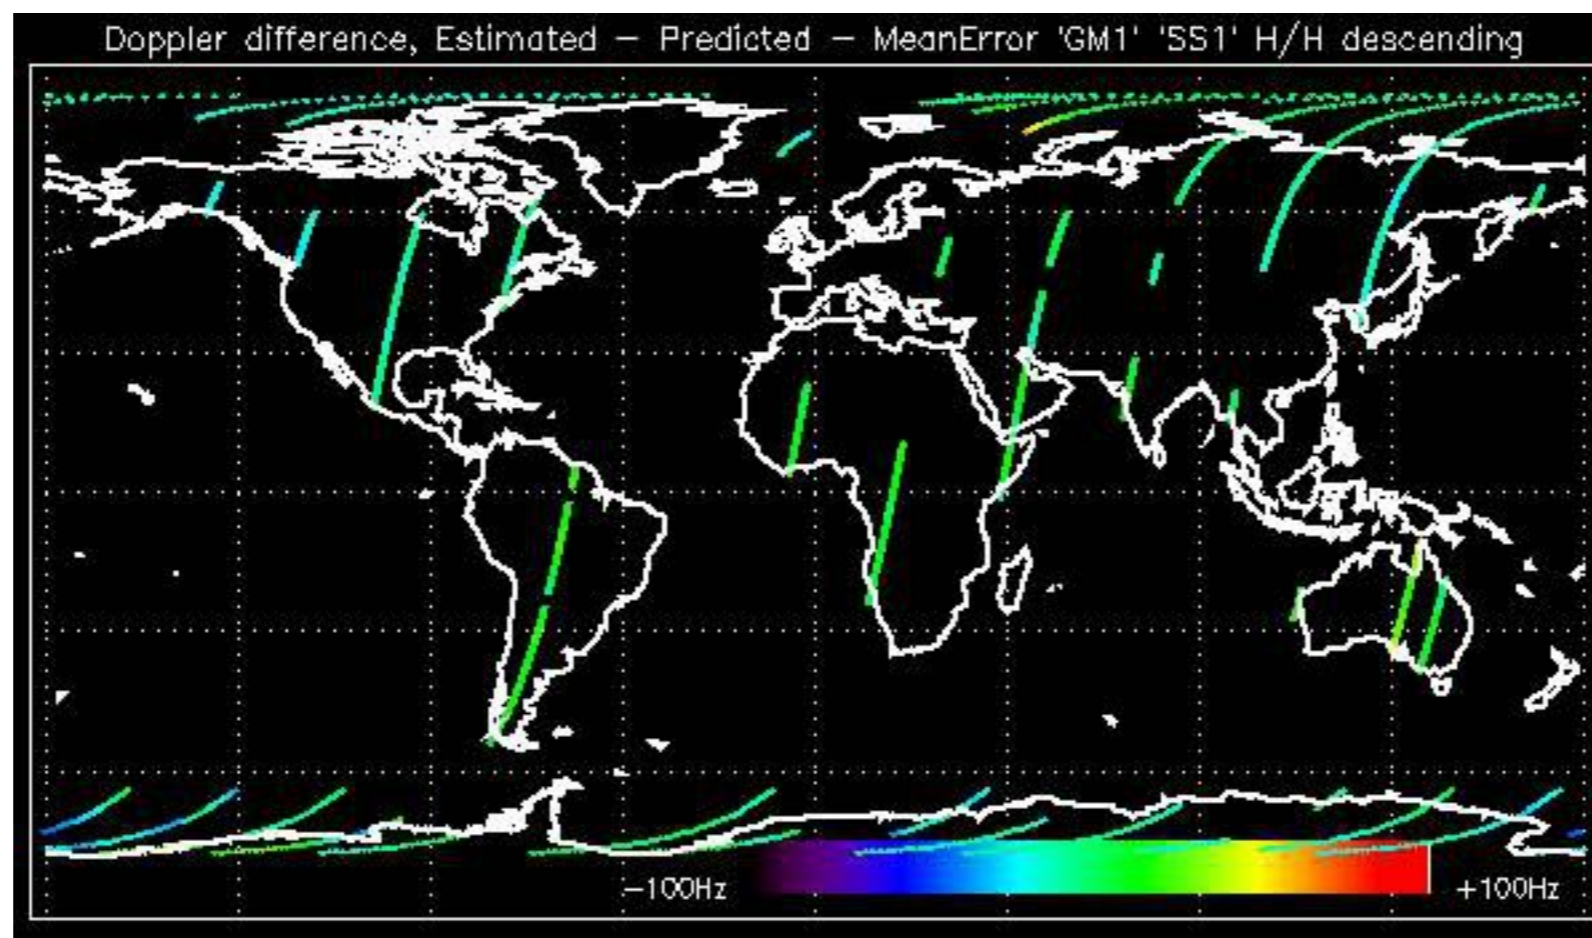 Doppler difference, Estimated – Predicted – MeanError 'GM1' 'SS1' H/H descending
-100Hz +100Hz